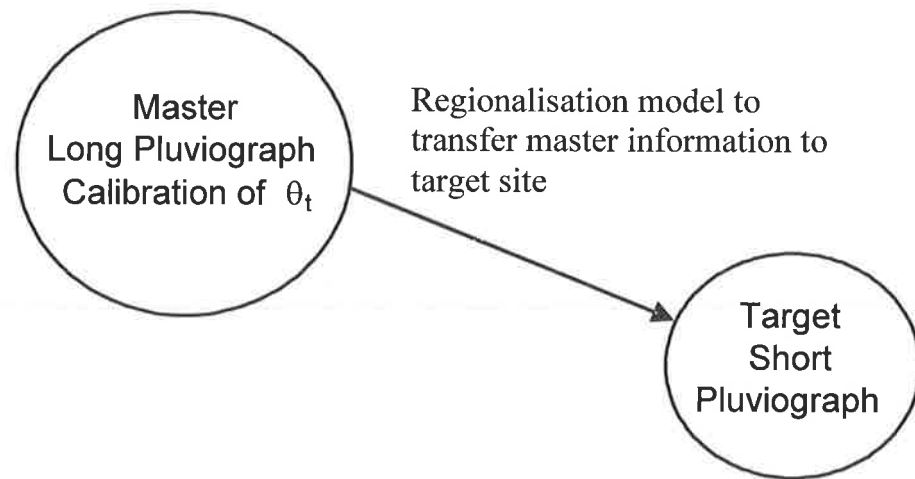 Master
Long Pluviograph
Calibration of θt
Regionalisation model to
transfer master information to
target site
Target
Short
Pluviograph